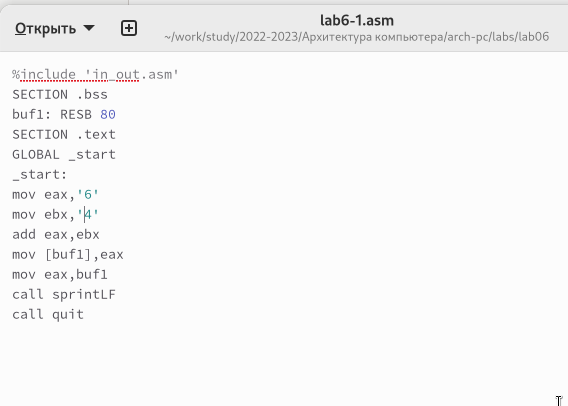 Открыть
lab6-1.asm
~/work/study/2022-2023/Архитектура компьютера/arch-pc/labs/lab06
%include 'in_out.asm'
SECTION .bss
buf1: RESB 80
SECTION .text
GLOBAL _start
_start:
mov eax,'6'
mov ebx,'4'
add eax,ebx
mov [buf1],eax
mov eax,buf1
call sprintLF
call quit